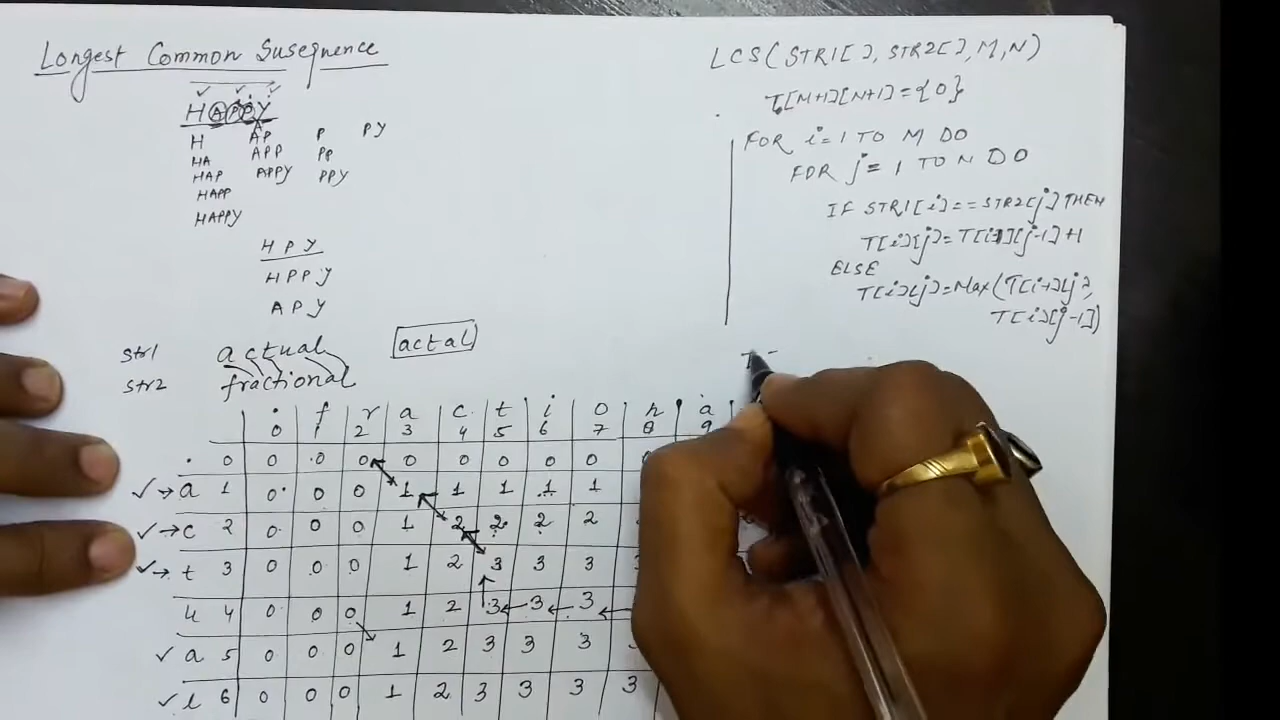 Longest Common Susequence
HAPPY
H AP P PY
HA APP PP
HAP APPY PPY
HAPP
HAPPY
HPY
HPPY
APY
str1 actual
actal
str2 fractional
LCS(STR1[], STR2[], M, N)
T[M+1][N+1]={0}
FOR i=1 TO M DO
FOR j=1 TO N DO
IF STR1[i]==STR2[j] THEN
T[i][j]=T[i-1][j-1]+1
ELSE
T[i][j]=Max(T[i-1][j],
T[i][j-1])
. f r a c t i o n a
0 1 2 3 4 5 6 7 8 9
. 0 0 0 0 0 0 0 0 0
a 1 0 0 0 1 1 1 1 1
c 2 0 0 0 1 2 2 2 2
t 3 0 0 0 1 2 3 3 3
u 4 0 0 0 1 2 3 3 3
a 5 0 0 0 1 2 3 3 3
l 6 0 0 0 1 2 3 3 3 3